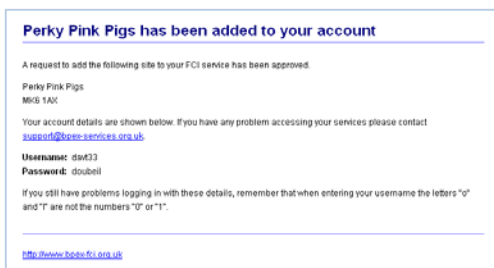 Perky Pink Pigs has been added to your account
A request to add the following site to your FCI service has been approved.
Perky Pink Pigs
MK6 1AX
Your account details are shown below. If you have any problem accessing your services please contact
support@bpex-services.org.uk.
Username: davt33
Password: doubeil
If you still have problems logging in with these details, remember that when entering your username the letters "o"
and "l" are not the numbers "0" or "1".
http://www.bpex-fci.org.uk